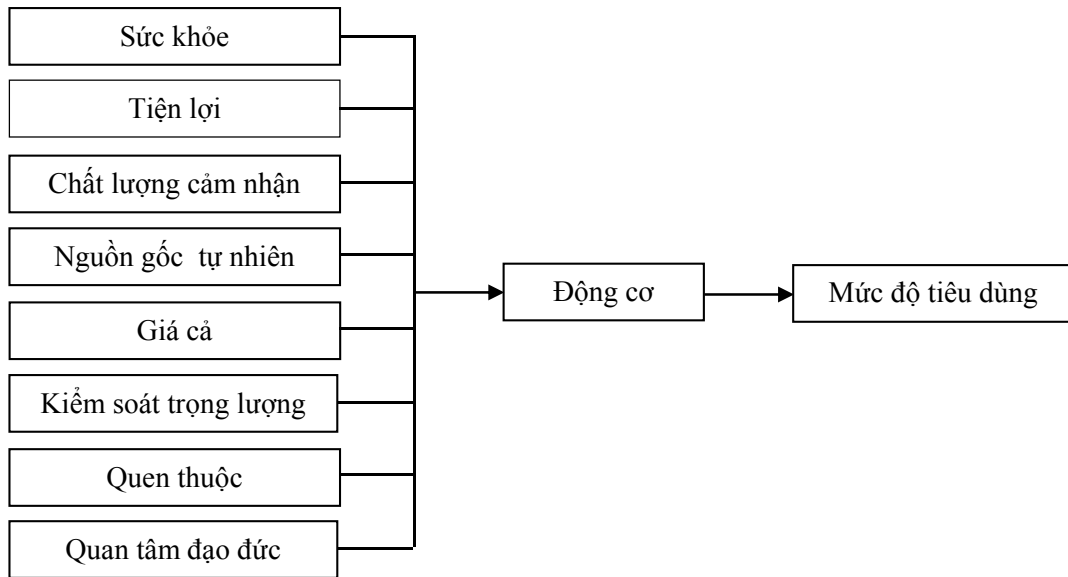 Sức khỏe
Tiện lợi
Chất lượng cảm nhận
Nguồn gốc tự nhiên
Giá cả
Kiểm soát trọng lượng
Quen thuộc
Quan tâm đạo đức
Động cơ
Mức độ tiêu dùng